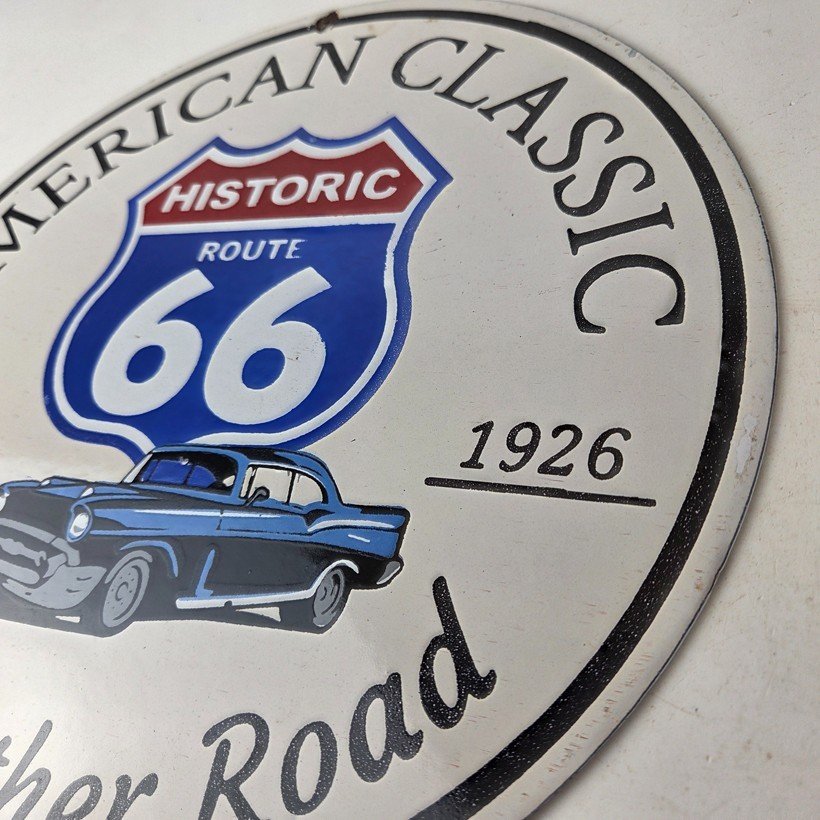 MERICAN CLASSIC
HISTORIC
ROUTE
66
1926
ther Road